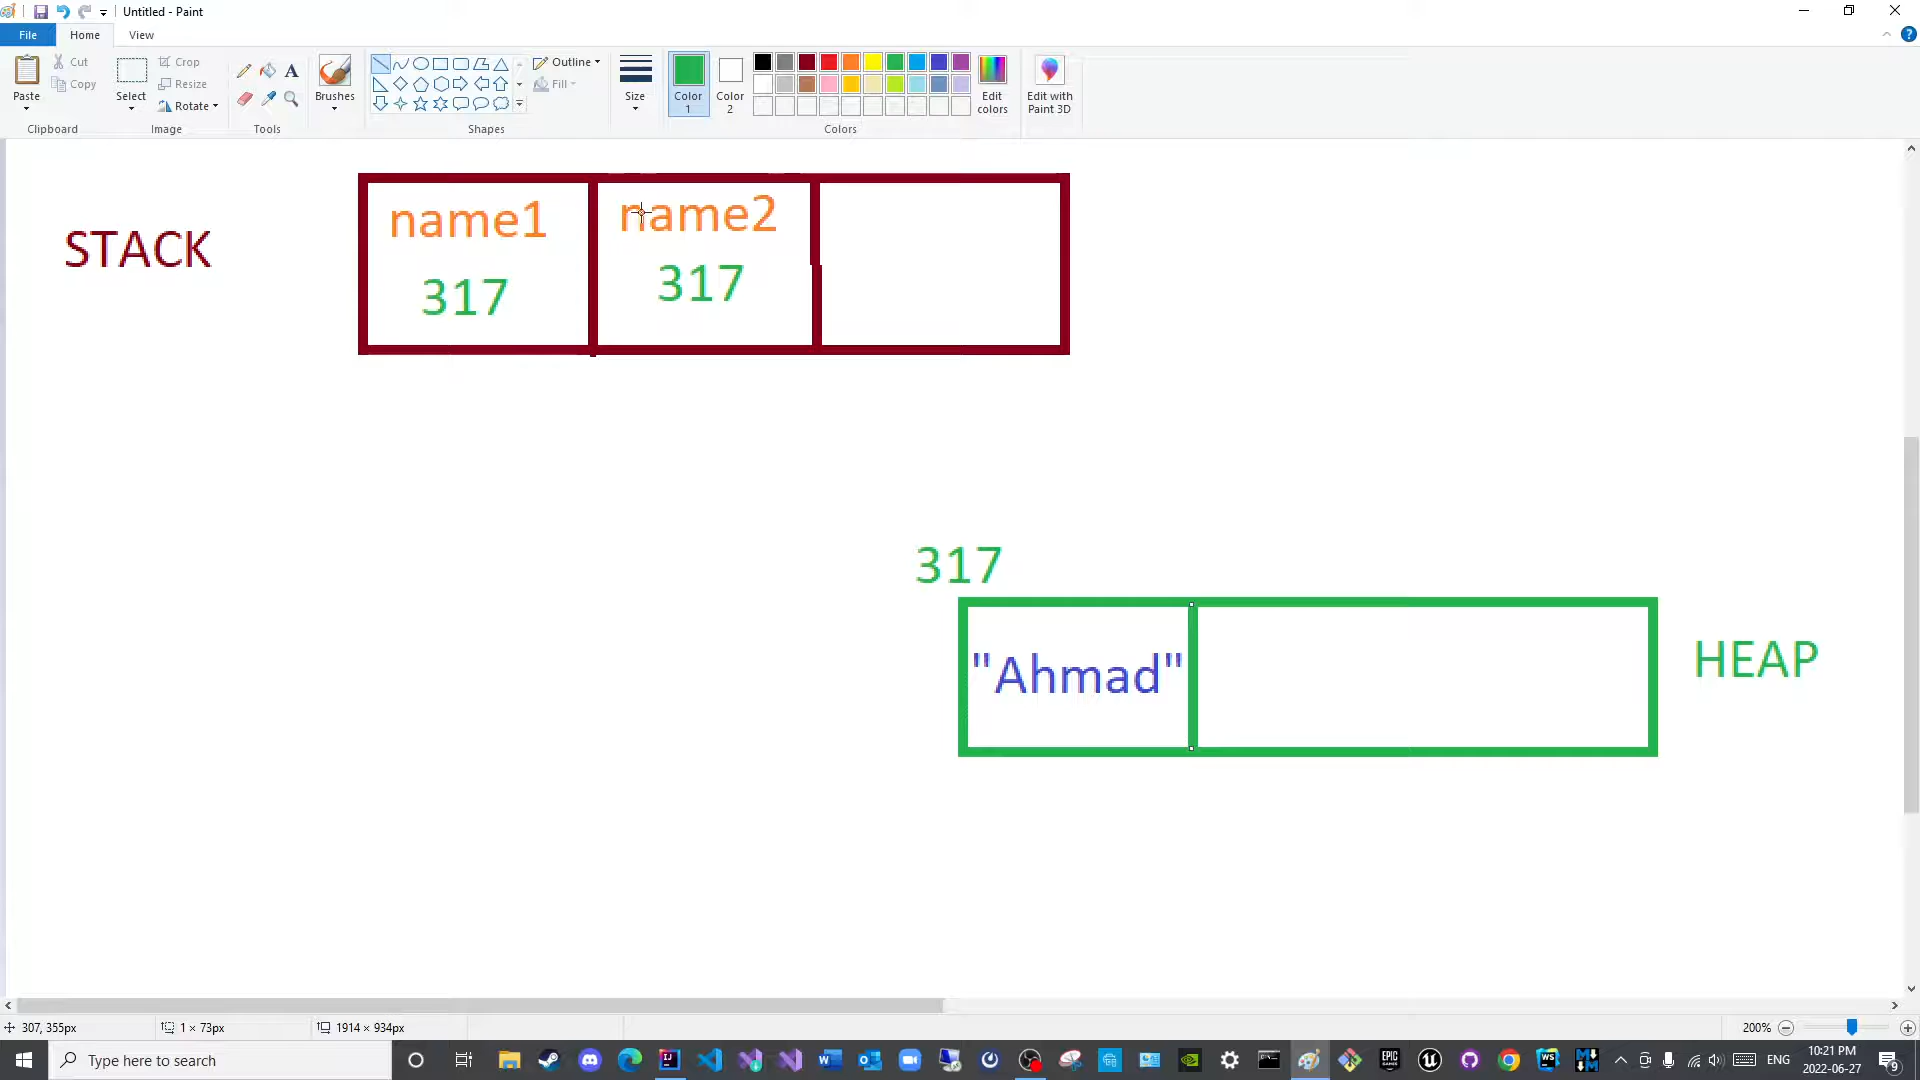 Untitled - Paint
File
Home
View
Paste
Cut
Copy
Clipboard
Select
Crop
Resize
Rotate
Image
A
Tools
Brushes
Shapes
Outline
Fill
Size
Color 1
Color 2
Edit colors
Colors
Edit with Paint 3D
STACK
name1
317
name2
317
317
"Ahmad"
HEAP
307, 355px
1 × 73px
1914 × 934px
200%
Type here to search
ENG
10:21 PM
2022-06-27
9